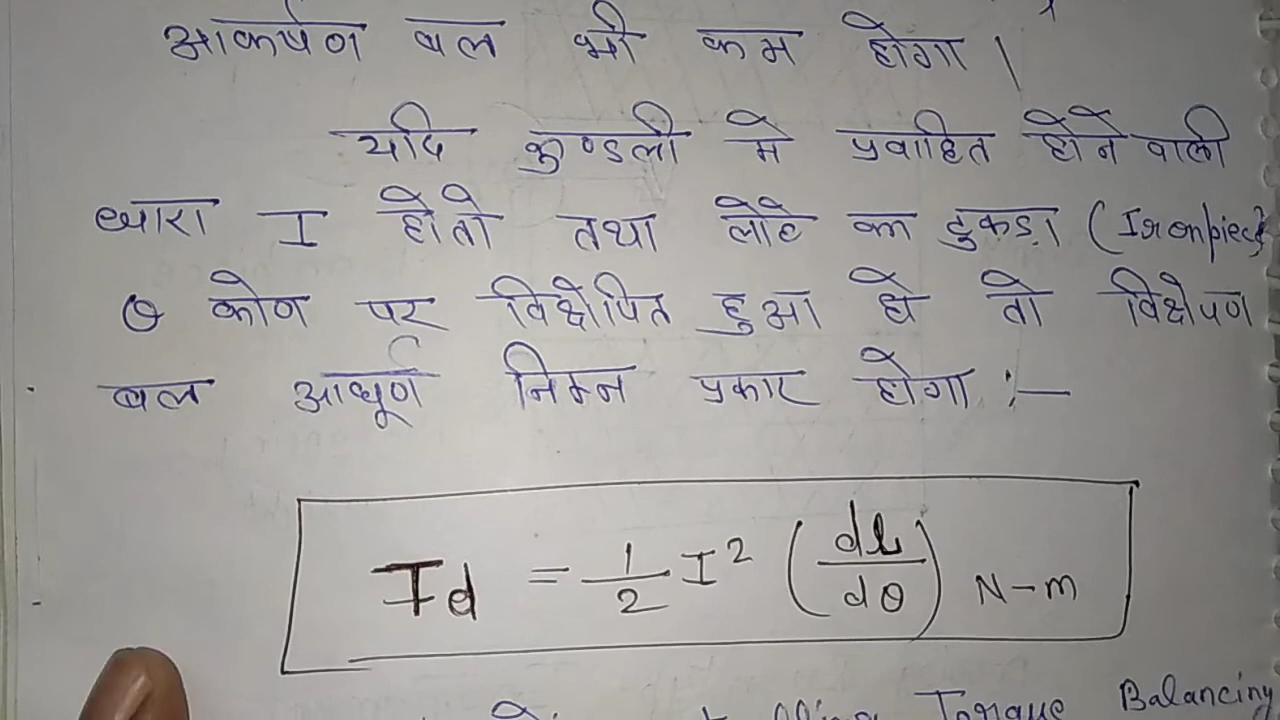 आकर्षण बल भी कम होगा।
यदि कुण्डली मे प्रवाहित होने वाली
धारा I हो तो तथा लोहे का टुकड़ा (Iron piece)
θ कोण पर विक्षेपित हुआ हो तो विक्षेपण
बल आधूर्ण निम्न प्रकार होगा :—
Td = 1/2 I² (dL/dθ) N-m
Torque Balancing